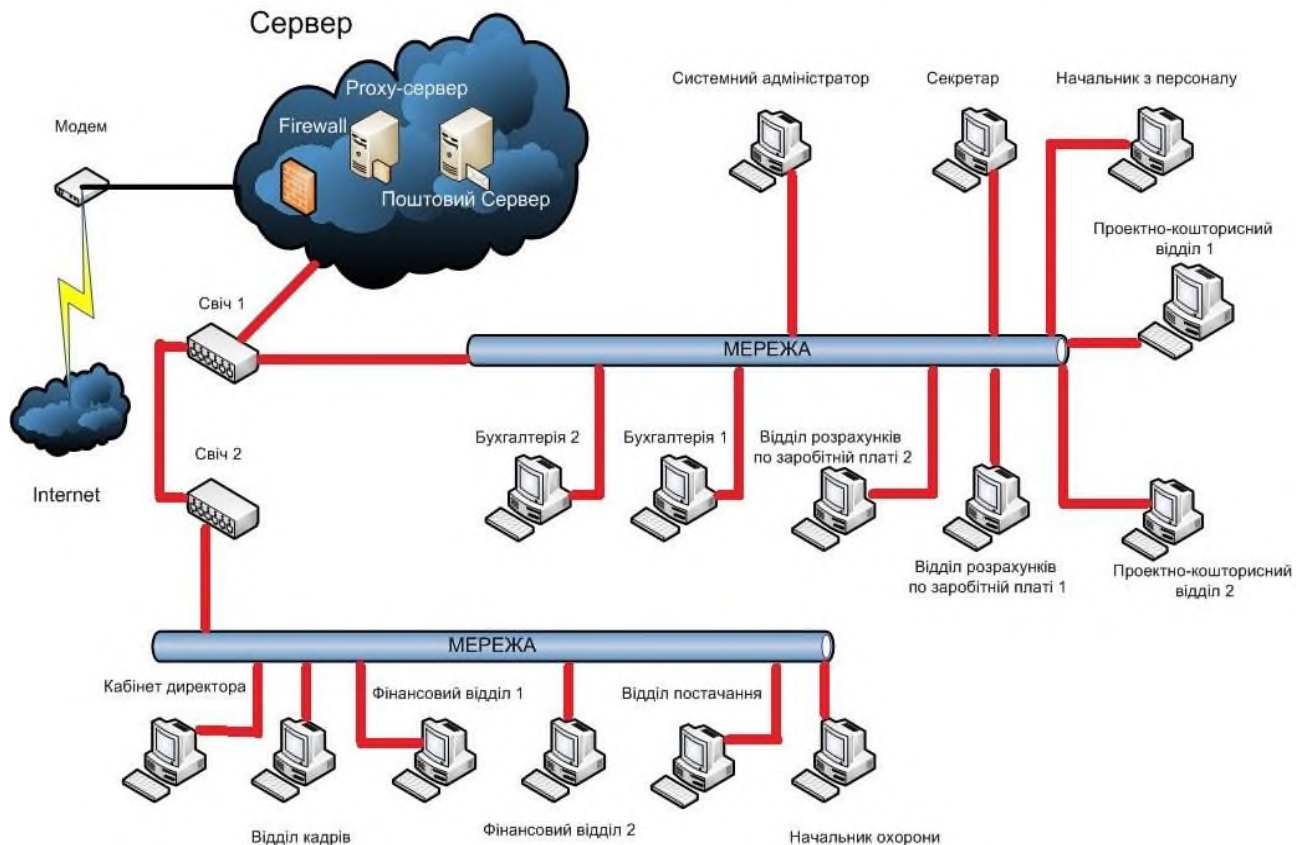 Сервер
Proxy-сервер
Firewall
Поштовий Сервер
Модем
Internet
Свіч 1
Свіч 2
Системний адміністратор
Секретар
Начальник з персоналу
Проектно-кошторисний
відділ 1
МЕРЕЖА
Бухгалтерія 2
Бухгалтерія 1
Відділ розрахунків
по заробітній платі 2
Відділ розрахунків
по заробітній платі 1
Проектно-кошторисний
відділ 2
МЕРЕЖА
Кабінет директора
Фінансовий відділ 1
Відділ постачання
Відділ кадрів
Фінансовий відділ 2
Начальник охорони